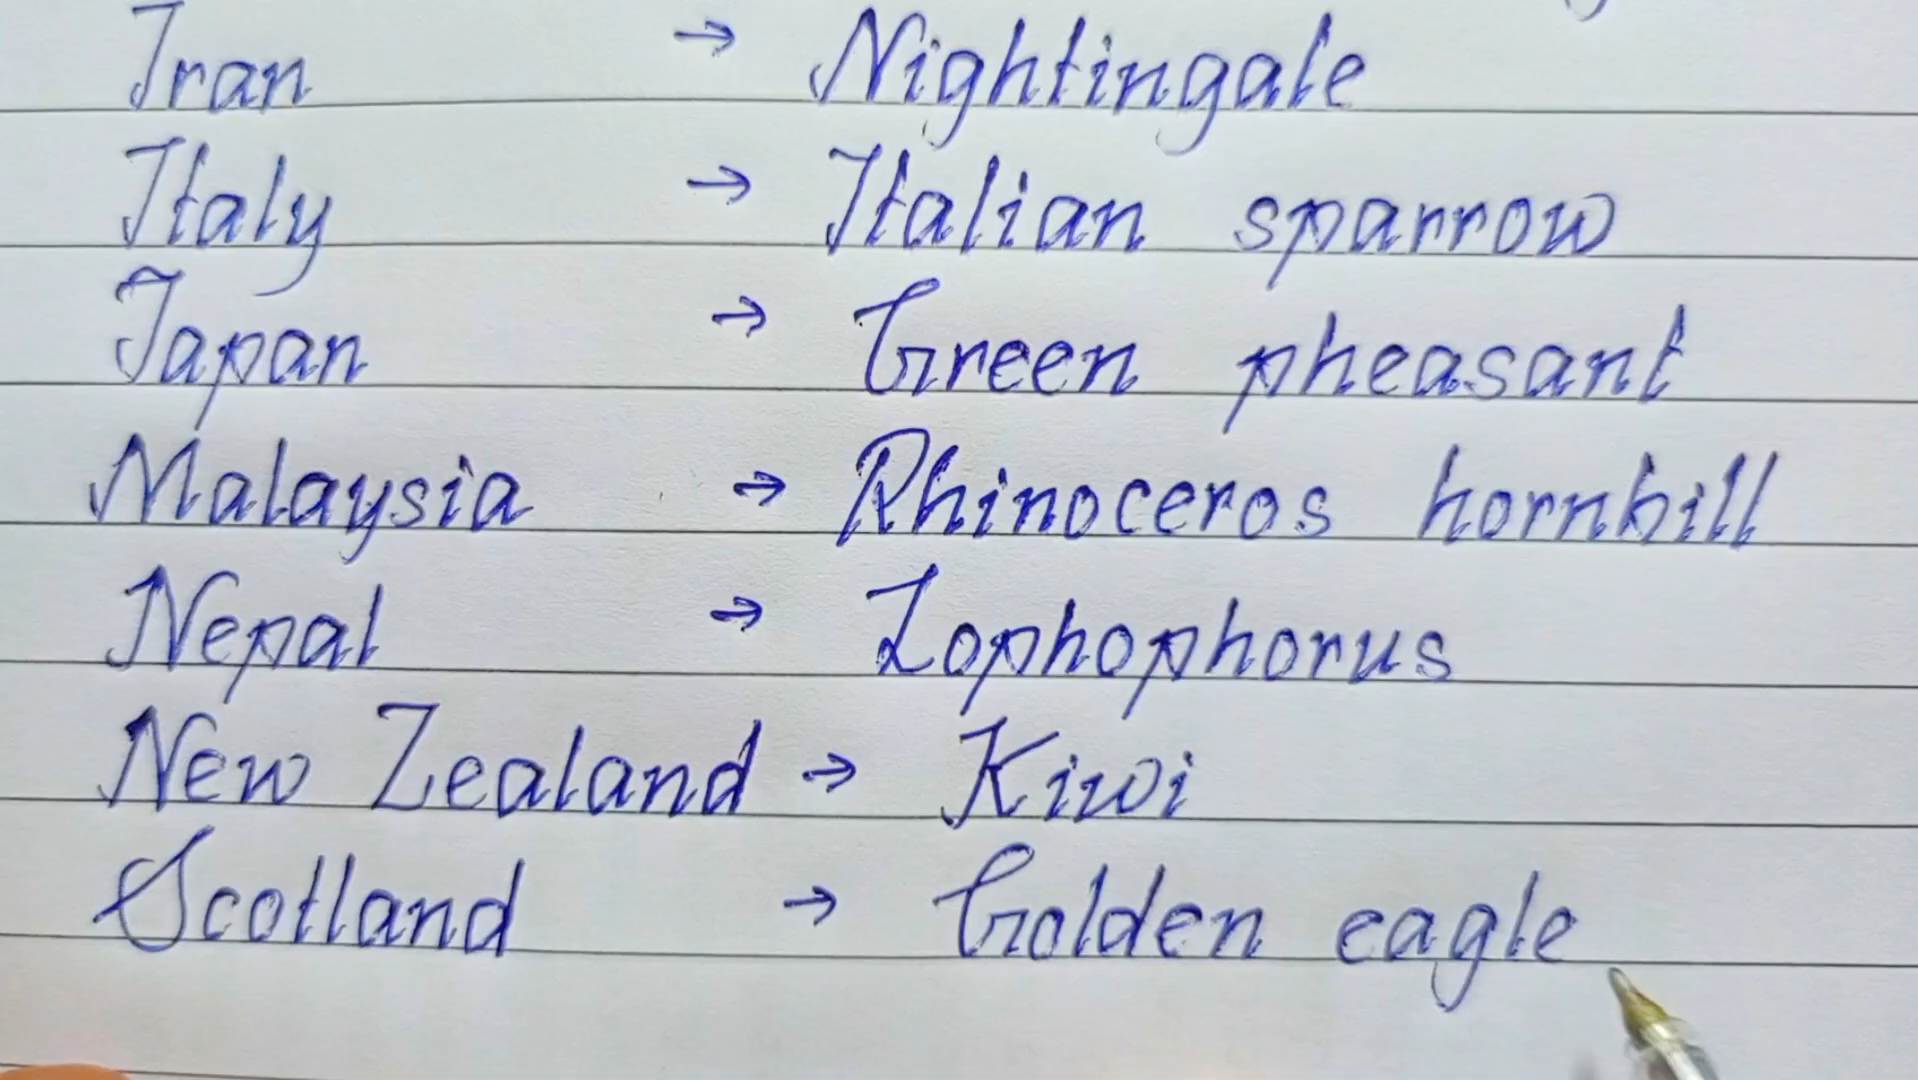 Iran → Nightingale
Italy → Italian sparrow
Japan → Green pheasant
Malaysia → Rhinoceros hornbill
Nepal → Lophophorus
New Zealand → Kiwi
Scotland → Golden eagle